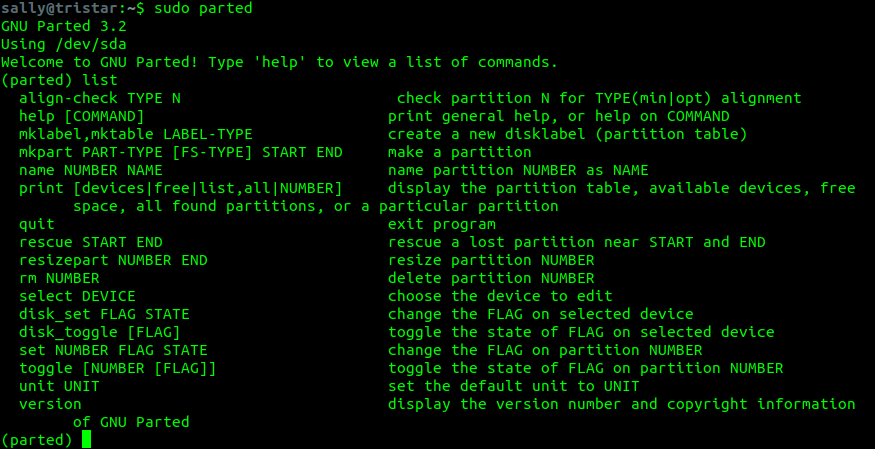 sally@tristar:~$ sudo parted
GNU Parted 3.2
Using /dev/sda
Welcome to GNU Parted! Type 'help' to view a list of commands.
(parted) list
  align-check TYPE N                        check partition N for TYPE(min|opt) alignment
  help [COMMAND]                           print general help, or help on COMMAND
  mklabel,mktable LABEL-TYPE               create a new disklabel (partition table)
  mkpart PART-TYPE [FS-TYPE] START END     make a partition
  name NUMBER NAME                         name partition NUMBER as NAME
  print [devices|free|list,all|NUMBER]     display the partition table, available devices, free
        space, all found partitions, or a particular partition
  quit                                     exit program
  rescue START END                         rescue a lost partition near START and END
  resizepart NUMBER END                    resize partition NUMBER
  rm NUMBER                                delete partition NUMBER
  select DEVICE                            choose the device to edit
  disk_set FLAG STATE                      change the FLAG on selected device
  disk_toggle [FLAG]                       toggle the state of FLAG on selected device
  set NUMBER FLAG STATE                    change the FLAG on partition NUMBER
  toggle [NUMBER [FLAG]]                   toggle the state of FLAG on partition NUMBER
  unit UNIT                                set the default unit to UNIT
  version                                  display the version number and copyright information
        of GNU Parted
(parted)